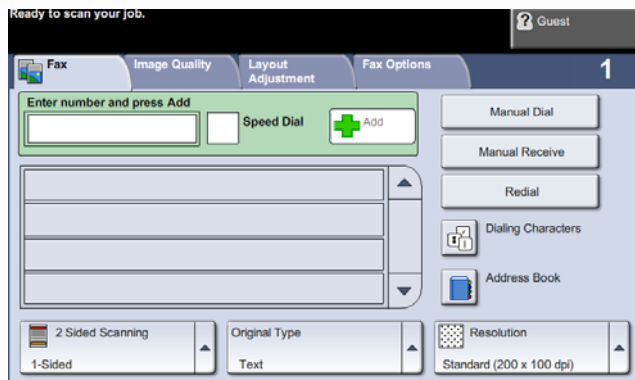 Ready to scan your job.
Guest
Fax
Image Quality
Layout
Adjustment
Fax Options
1
Enter number and press Add
Speed Dial
Add
Manual Dial
Manual Receive
Redial
Dialing Characters
Address Book
2 Sided Scanning
1-Sided
Original Type
Text
Resolution
Standard (200 x 100 dpi)